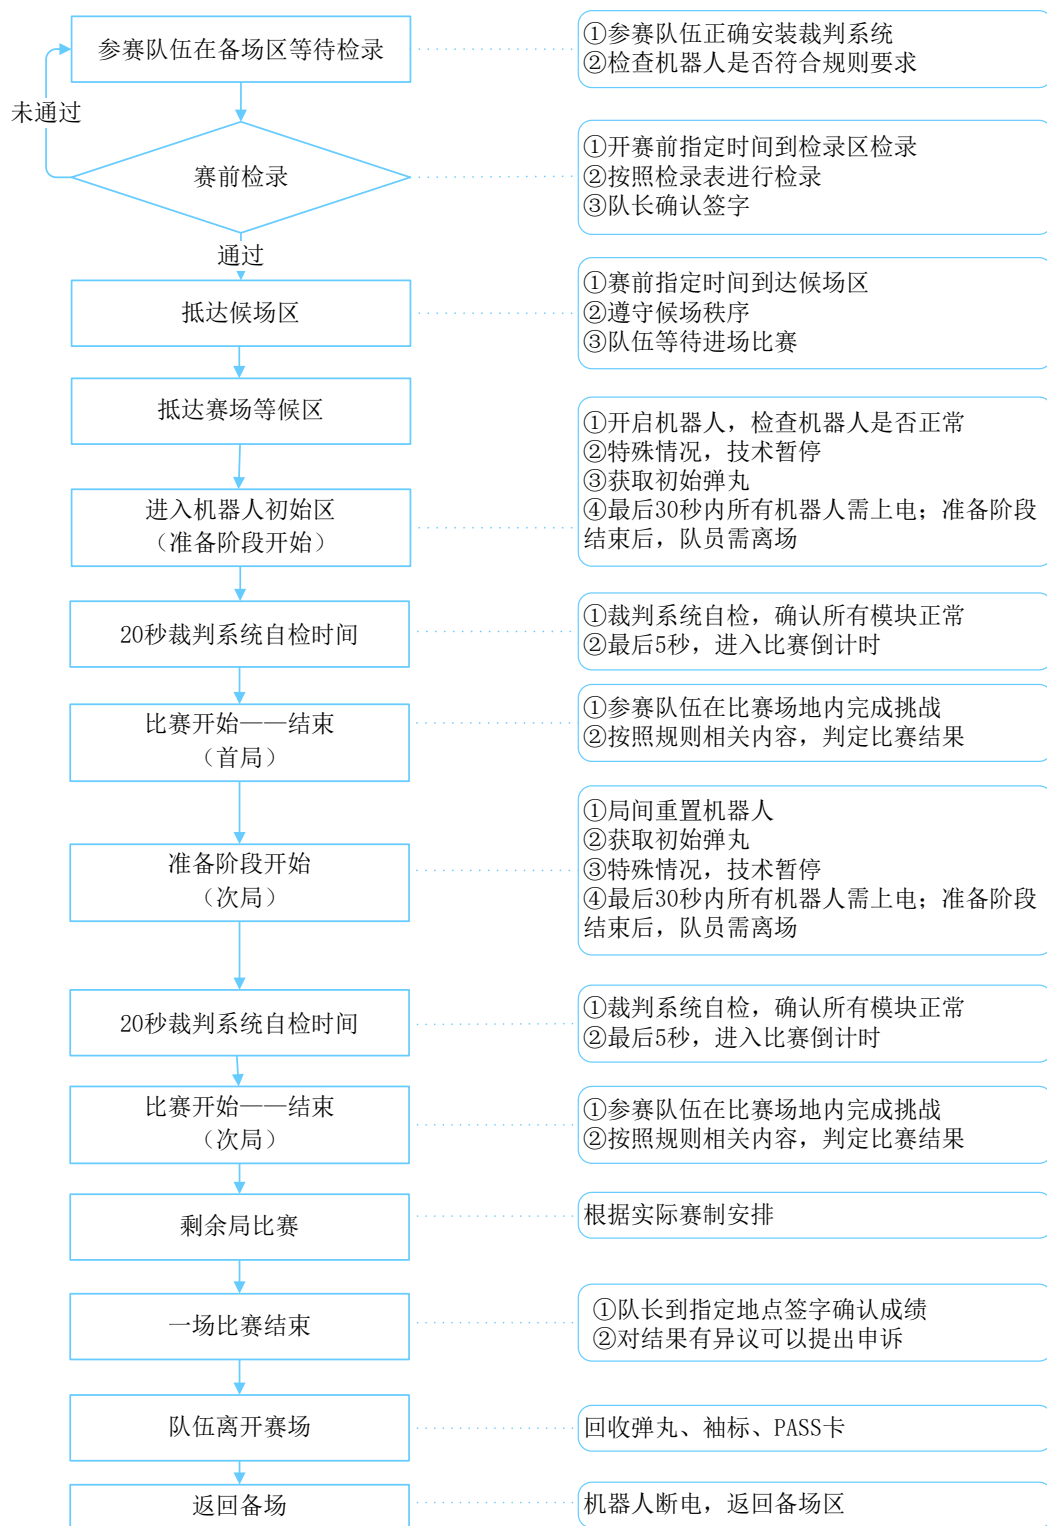 参赛队伍在备场区等待检录
①参赛队伍正确安装裁判系统
②检查机器人是否符合规则要求
未通过
赛前检录
①开赛前指定时间到检录区检录
②按照检录表进行检录
③队长确认签字
通过
抵达候场区
①赛前指定时间到达候场区
②遵守候场秩序
③队伍等待进场比赛
抵达赛场等候区
进入机器人初始区
（准备阶段开始）
①开启机器人，检查机器人是否正常
②特殊情况，技术暂停
③获取初始弹丸
④最后30秒内所有机器人需上电；准备阶段
结束后，队员需离场
20秒裁判系统自检时间
①裁判系统自检，确认所有模块正常
②最后5秒，进入比赛倒计时
比赛开始——结束
（首局）
①参赛队伍在比赛场地内完成挑战
②按照规则相关内容，判定比赛结果
准备阶段开始
（次局）
①局间重置机器人
②获取初始弹丸
③特殊情况，技术暂停
④最后30秒内所有机器人需上电；准备阶段
结束后，队员需离场
20秒裁判系统自检时间
①裁判系统自检，确认所有模块正常
②最后5秒，进入比赛倒计时
比赛开始——结束
（次局）
①参赛队伍在比赛场地内完成挑战
②按照规则相关内容，判定比赛结果
剩余局比赛
根据实际赛制安排
一场比赛结束
①队长到指定地点签字确认成绩
②对结果有异议可以提出申诉
队伍离开赛场
回收弹丸、袖标、PASS卡
返回备场
机器人断电，返回备场区